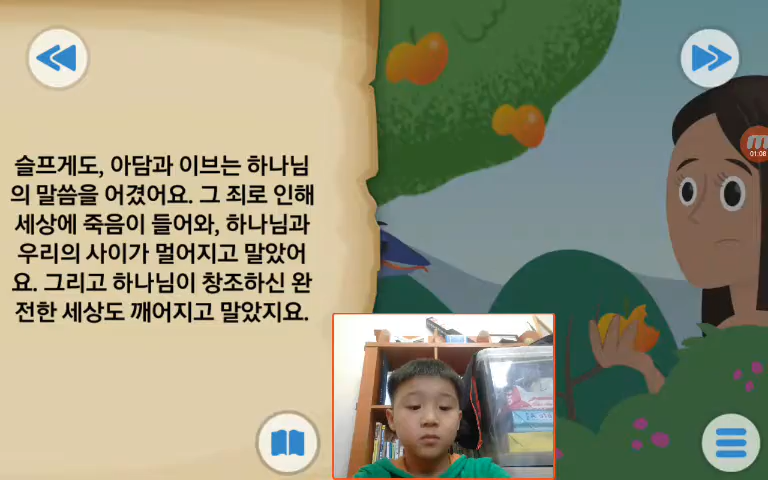 슬프게도, 아담과 이브는 하나님
의 말씀을 어겼어요. 그 죄로 인해
세상에 죽음이 들어와, 하나님과
우리의 사이가 멀어지고 말았어
요. 그리고 하나님이 창조하신 완
전한 세상도 깨어지고 말았지요.
01:08